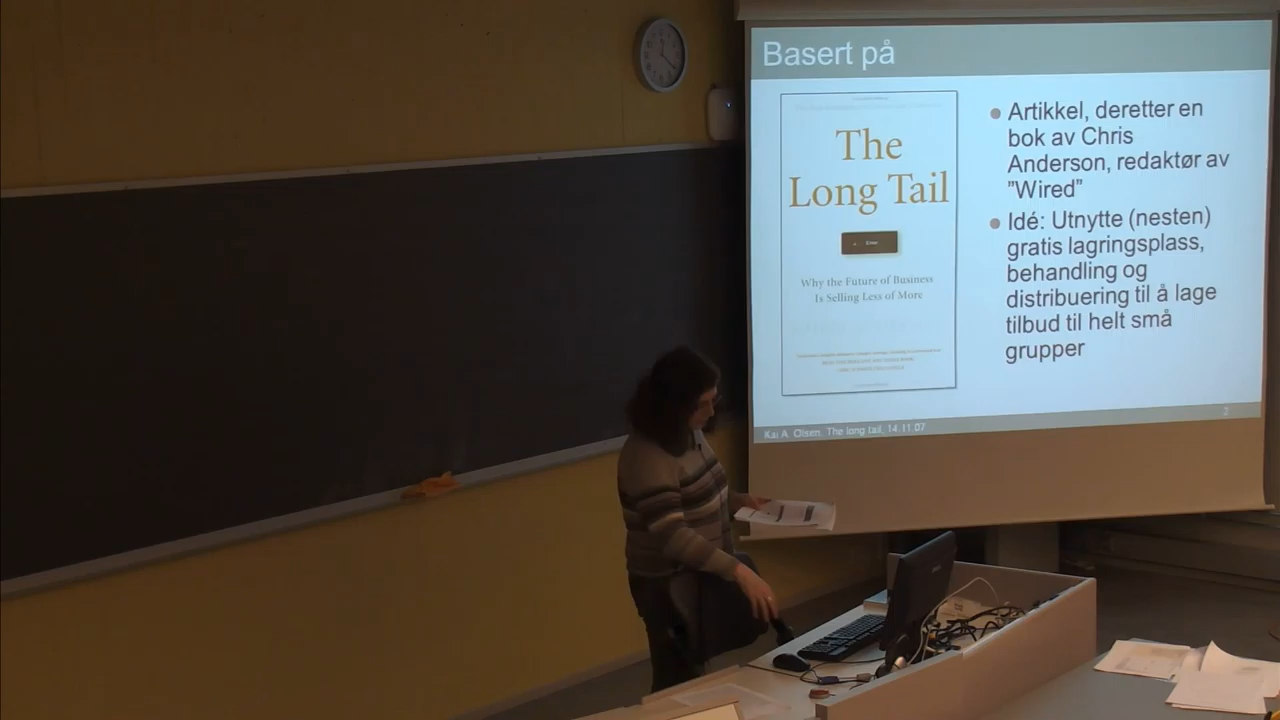 Basert på
The
Long Tail
Why the Future of Business
Is Selling Less of More
Artikkel, deretter en
bok av Chris
Anderson, redaktør av
”Wired”
Idé: Utnytte (nesten)
gratis lagringsplass,
behandling og
distribuering til å lage
tilbud til helt små
grupper
Kai A. Olsen. The long tail, 14.11.07
2